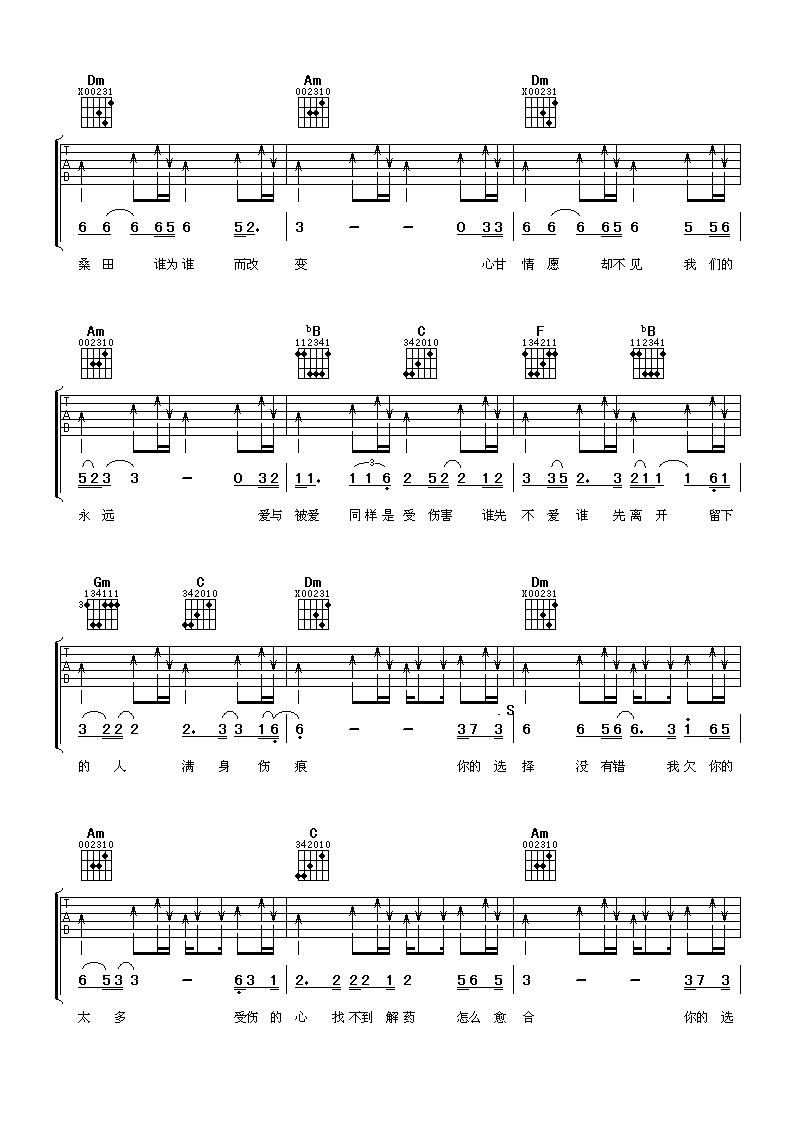 Dm Am Dm
X00231 002310 X00231
T A B
6 6 6 65 6 52. 3 - - 0 33 6 6 6 65 6 5 56
桑 田 谁为 谁 而改 变 心甘 情 愿 却不 见 我 们的
Am ᵇB C F ᵇB
002310 112341 342010 134211 112341
T A B
523 3 - 0 32 11. 3 116 2 52 2 12 3 35 2. 3 211 1 61
永 远 爱与 被爱 同样是 受 伤害 谁先 不 爱 谁 先离 开 留下
Gm C Dm Dm
134111 342010 X00231 X00231
3
T A B
3 22 2 2. 3 3 16 6 - - 37 3 6 6 56 6. 3 1 65
.S
的 人 满 身 伤 痕 你的 选 择 没 有错 我 欠 你的
Am C Am
002310 342010 002310
T A B
6 53 3 - 63 1 2. 2 22 1 2 56 5 3 - - 37 3
太 多 受伤 的 心 找 不到 解 药 怎么 愈 合 你的 选